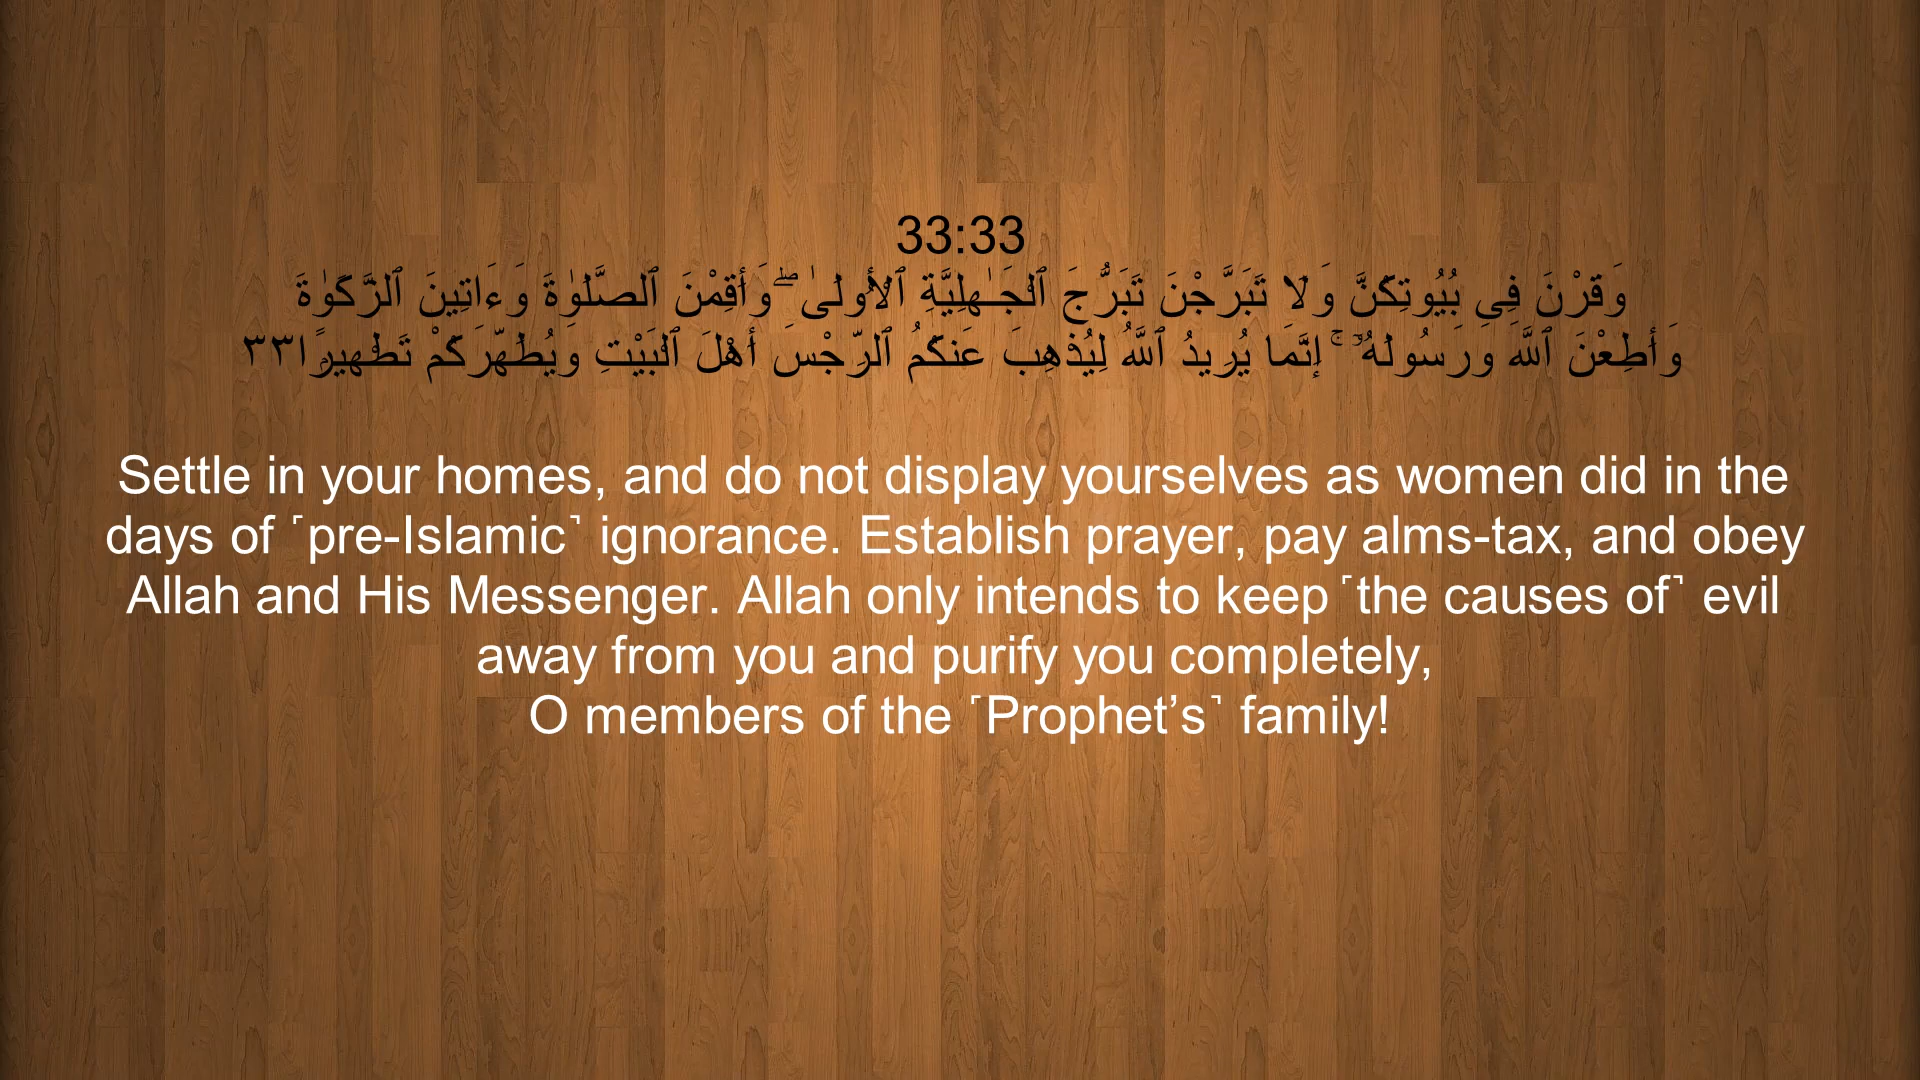 33:33
وَقَرْنَ فِى بُيُوتِكُنَّ وَلَا تَبَرَّجْنَ تَبَرُّجَ ٱلْجَـٰهِلِيَّةِ ٱلْأُولَىٰ ۖ وَأَقِمْنَ ٱلصَّلَوٰةَ وَءَاتِينَ ٱلزَّكَوٰةَ
وَأَطِعْنَ ٱللَّهَ وَرَسُولَهُۥٓ ۚ إِنَّمَا يُرِيدُ ٱللَّهُ لِيُذْهِبَ عَنكُمُ ٱلرِّجْسَ أَهْلَ ٱلْبَيْتِ وَيُطَهِّرَكُمْ تَطْهِيرًا ٣٣
Settle in your homes, and do not display yourselves as women did in the
days of ˹pre-Islamic˺ ignorance. Establish prayer, pay alms-tax, and obey
Allah and His Messenger. Allah only intends to keep ˹the causes of˺ evil
away from you and purify you completely,
O members of the ˹Prophet’s˺ family!